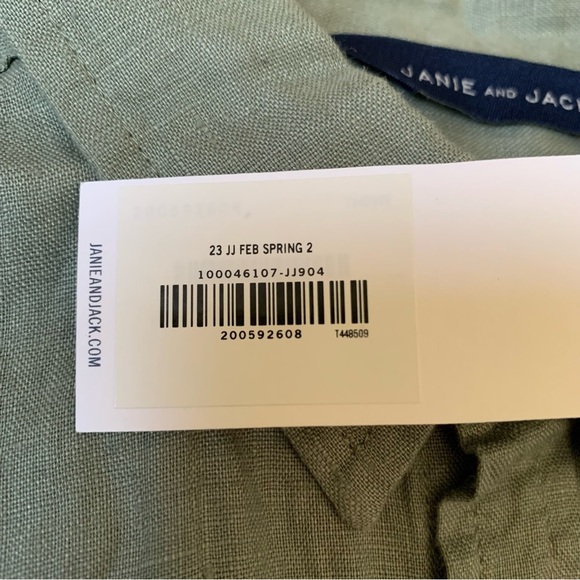 JANIE AND JACK
23 JJ FEB SPRING 2
100046107-JJ904
200592608 T448509
JANIEANDJACK.COM